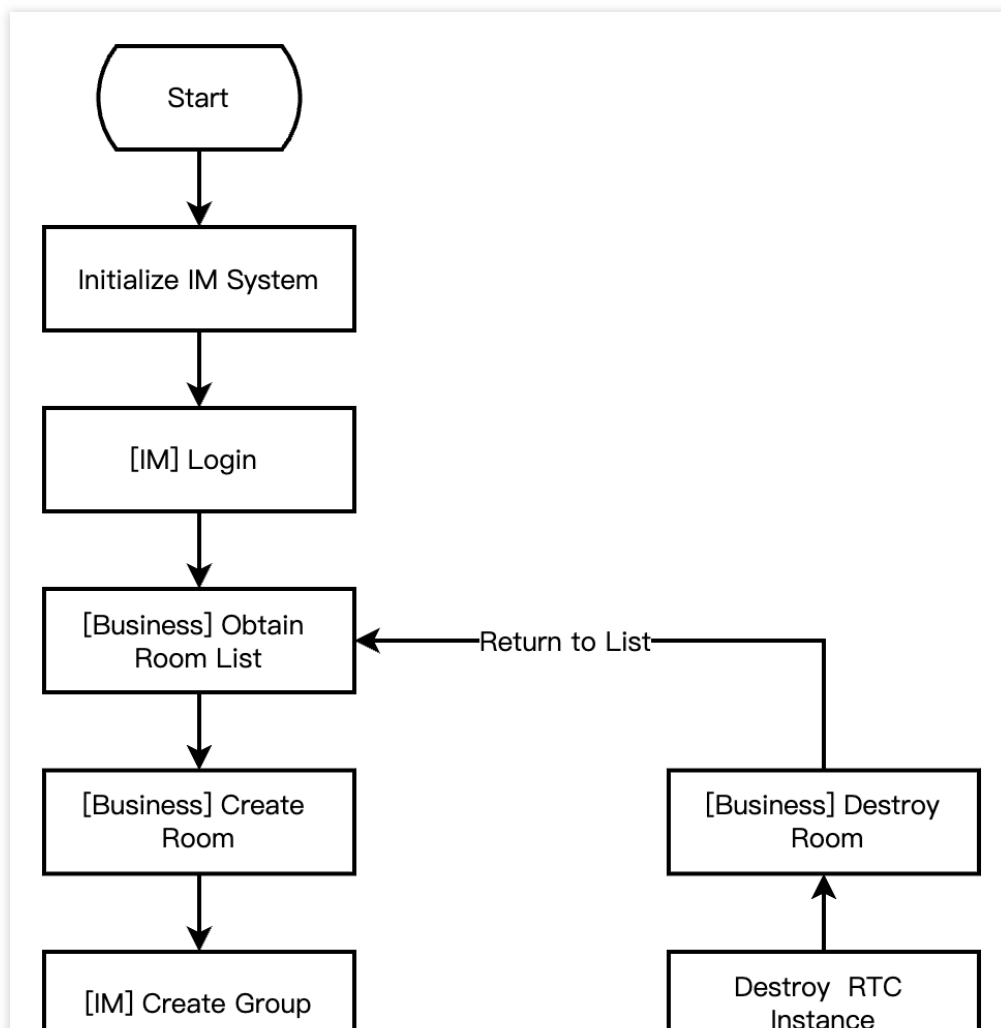 Start
Initialize IM System
[IM] Login
[Business] Obtain
Room List
Return to List
[Business] Create
Room
[Business] Destroy
Room
[IM] Create Group
Destroy RTC
Instance